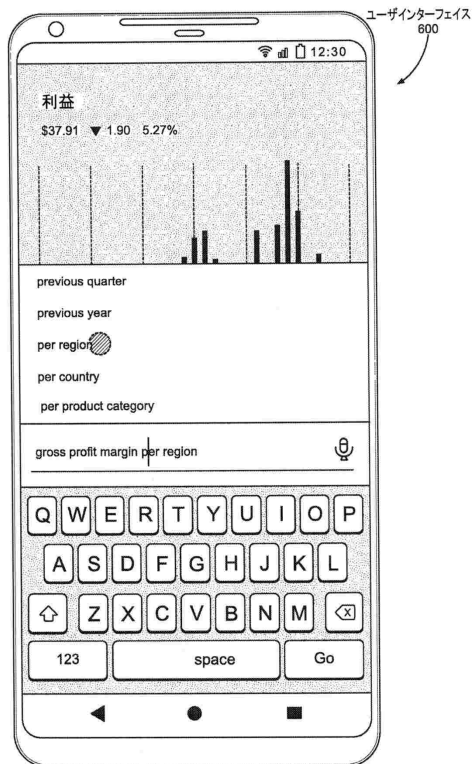 ユーザインターフェイス
600
12:30
利益
$37.91 ▼ 1.90 5.27%
previous quarter
previous year
per region
per country
per product category
gross profit margin per region
Q W E R T Y U I O P
A S D F G H J K L
Z X C V B N M
123 space Go